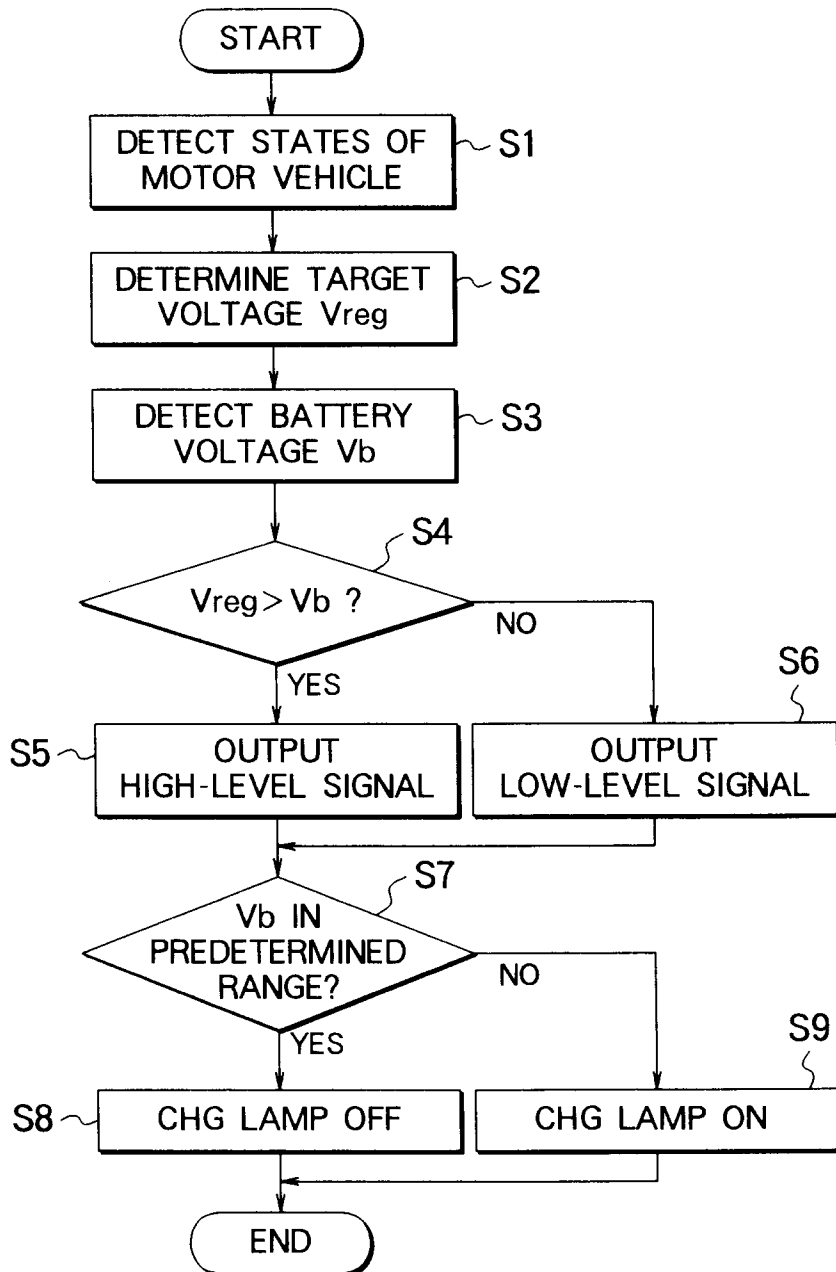 START
DETECT STATES OF
MOTOR VEHICLE
S1
DETERMINE TARGET
VOLTAGE Vreg
S2
DETECT BATTERY
VOLTAGE Vb
S3
S4
Vreg> Vb ?
NO
YES
S6
S5
OUTPUT
HIGH-LEVEL SIGNAL
OUTPUT
LOW-LEVEL SIGNAL
S7
Vb IN
PREDETERMINED
RANGE?
NO
YES
S9
S8
CHG LAMP OFF
CHG LAMP ON
END